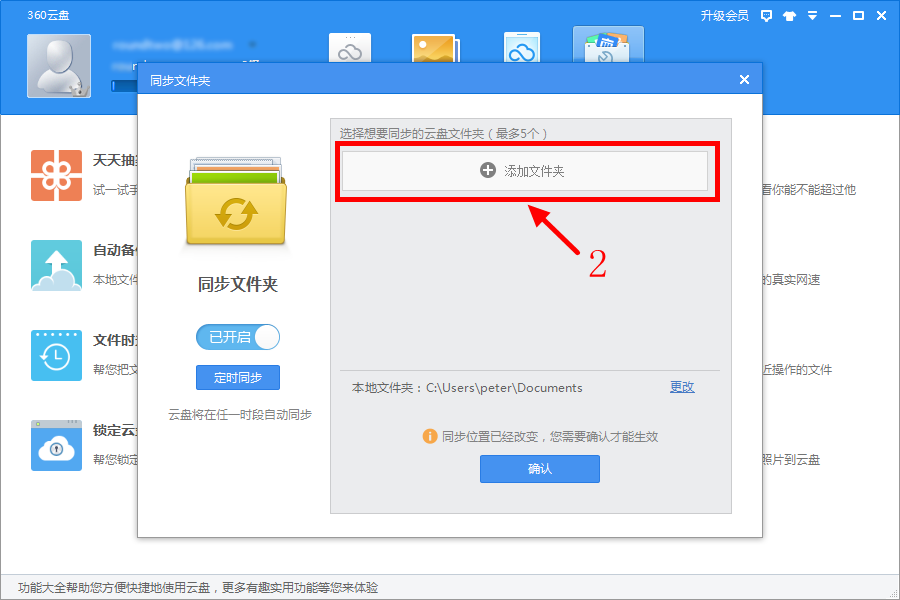 360云盘
升级会员
同步文件夹
选择想要同步的云盘文件夹（最多5个）
添加文件夹
2
天天抽
试一试手
看你能不能超过他
自动备
本地文件
的真实网速
同步文件夹
已开启
定时同步
云盘将在任一时段自动同步
文件时
帮您把文
近操作的文件
本地文件夹：C:\Users\peter\Documents
更改
同步位置已经改变，您需要确认才能生效
确认
锁定云
帮您锁定
照片到云盘
功能大全帮助您方便快捷地使用云盘，更多有趣实用功能等您来体验